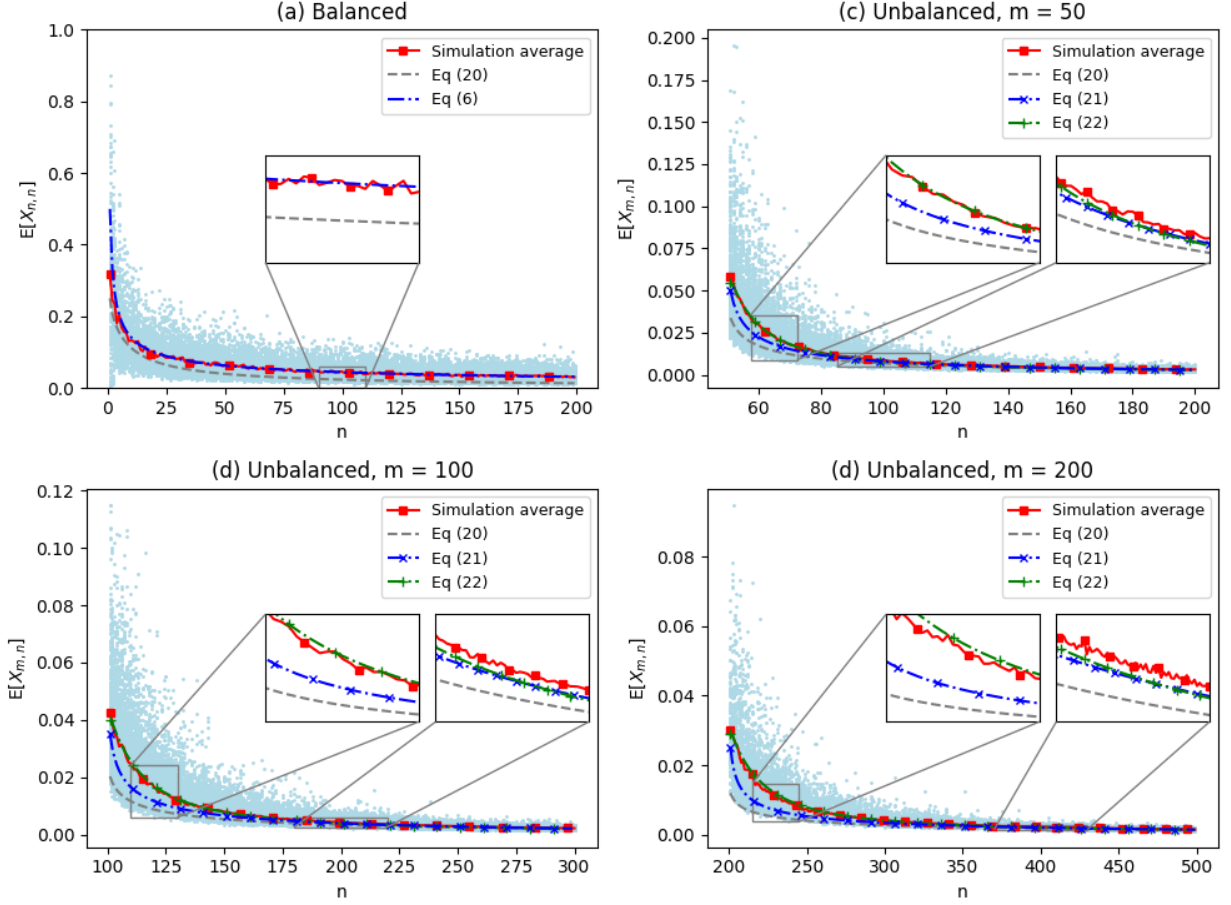 (a) Balanced
E[X_{n,n}]
1.0
0.8
0.6
0.4
0.2
0.0
Simulation average
Eq (20)
Eq (6)
0 25 50 75 100 125 150 175 200
n
(c) Unbalanced, m = 50
E[X_{m,n}]
0.200
0.175
0.150
0.125
0.100
0.075
0.050
0.025
0.000
Simulation average
Eq (20)
Eq (21)
Eq (22)
60 80 100 120 140 160 180 200
n
(d) Unbalanced, m = 100
E[X_{m,n}]
0.12
0.10
0.08
0.06
0.04
0.02
0.00
Simulation average
Eq (20)
Eq (21)
Eq (22)
100 125 150 175 200 225 250 275 300
n
(d) Unbalanced, m = 200
E[X_{m,n}]
0.08
0.06
0.04
0.02
0.00
Simulation average
Eq (20)
Eq (21)
Eq (22)
200 250 300 350 400 450 500
n